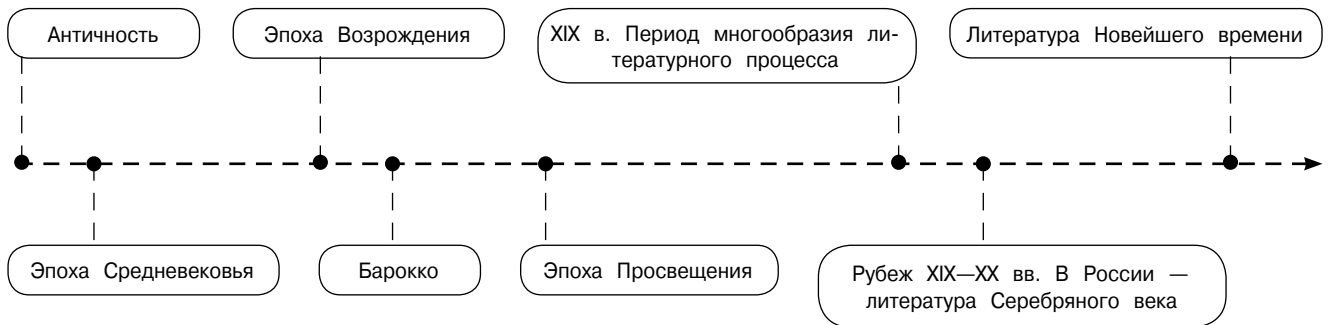 Античность
Эпоха Возрождения
XIX в. Период многообразия ли-
тературного процесса
Литература Новейшего времени
Эпоха Средневековья
Барокко
Эпоха Просвещения
Рубеж XIX—XX вв. В России —
литература Серебряного века